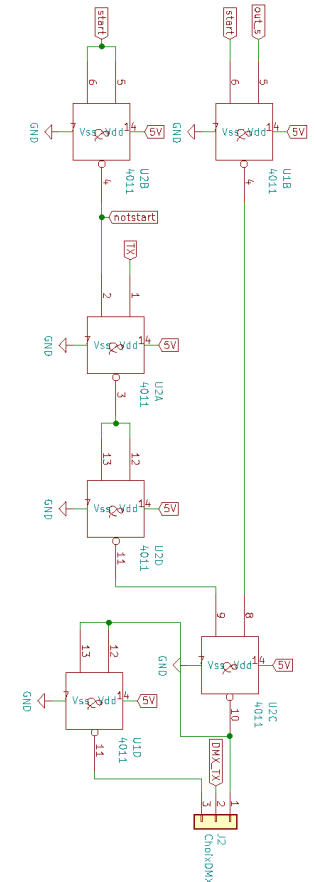 start
start
out_s
6
5
6
5
GND
7
Vss
&
Vdd
14
5V
GND
7
Vss
&
Vdd
14
5V
4
U2B
4011
4
U1B
4011
notstart
TX
2
1
GND
7
Vss
&
Vdd
14
5V
3
U2A
4011
13
12
GND
7
Vss
&
Vdd
14
5V
11
U2D
4011
9
8
GND
7
Vss
&
Vdd
14
5V
10
U2C
4011
13
12
GND
7
Vss
&
Vdd
14
5V
11
U1D
4011
DMX_TX
3
2
1
J2
ChoixDMX